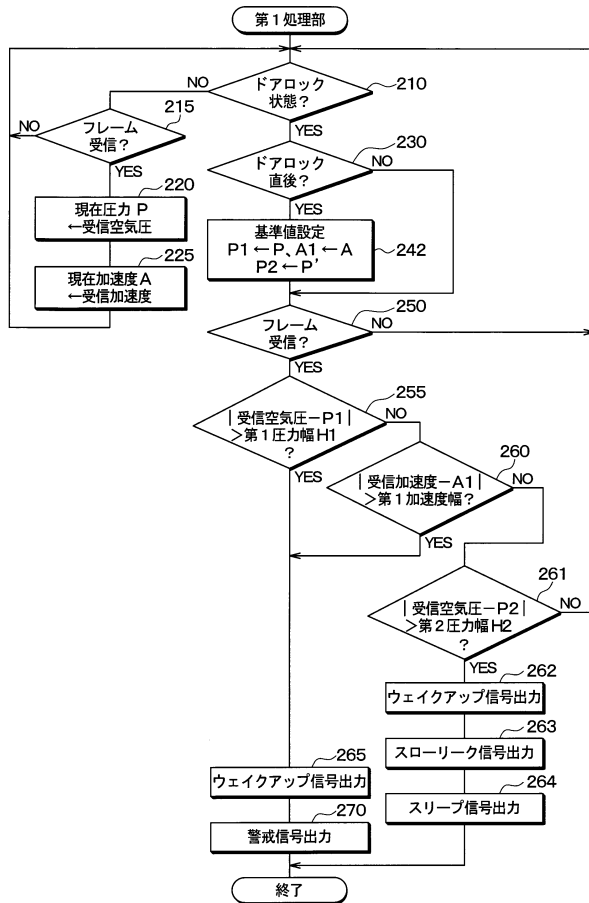 第1処理部
ドアロック
状態？
210
NO
YES
フレーム
受信？
215
NO
YES
ドアロック
直後？
230
NO
YES
現在圧力 P
←受信空気圧
220
基準値設定
P1←P、A1←A
P2←P'
242
現在加速度A
←受信加速度
225
フレーム
受信？
250
NO
YES
｜受信空気圧－P1｜
＞第1圧力幅H1
？
255
NO
YES
｜受信加速度－A1｜
＞第1加速度幅？
260
NO
YES
｜受信空気圧－P2｜
＞第2圧力幅H2
？
261
NO
YES
ウェイクアップ信号出力
262
スローリーク信号出力
263
ウェイクアップ信号出力
265
スリープ信号出力
264
警戒信号出力
270
終了